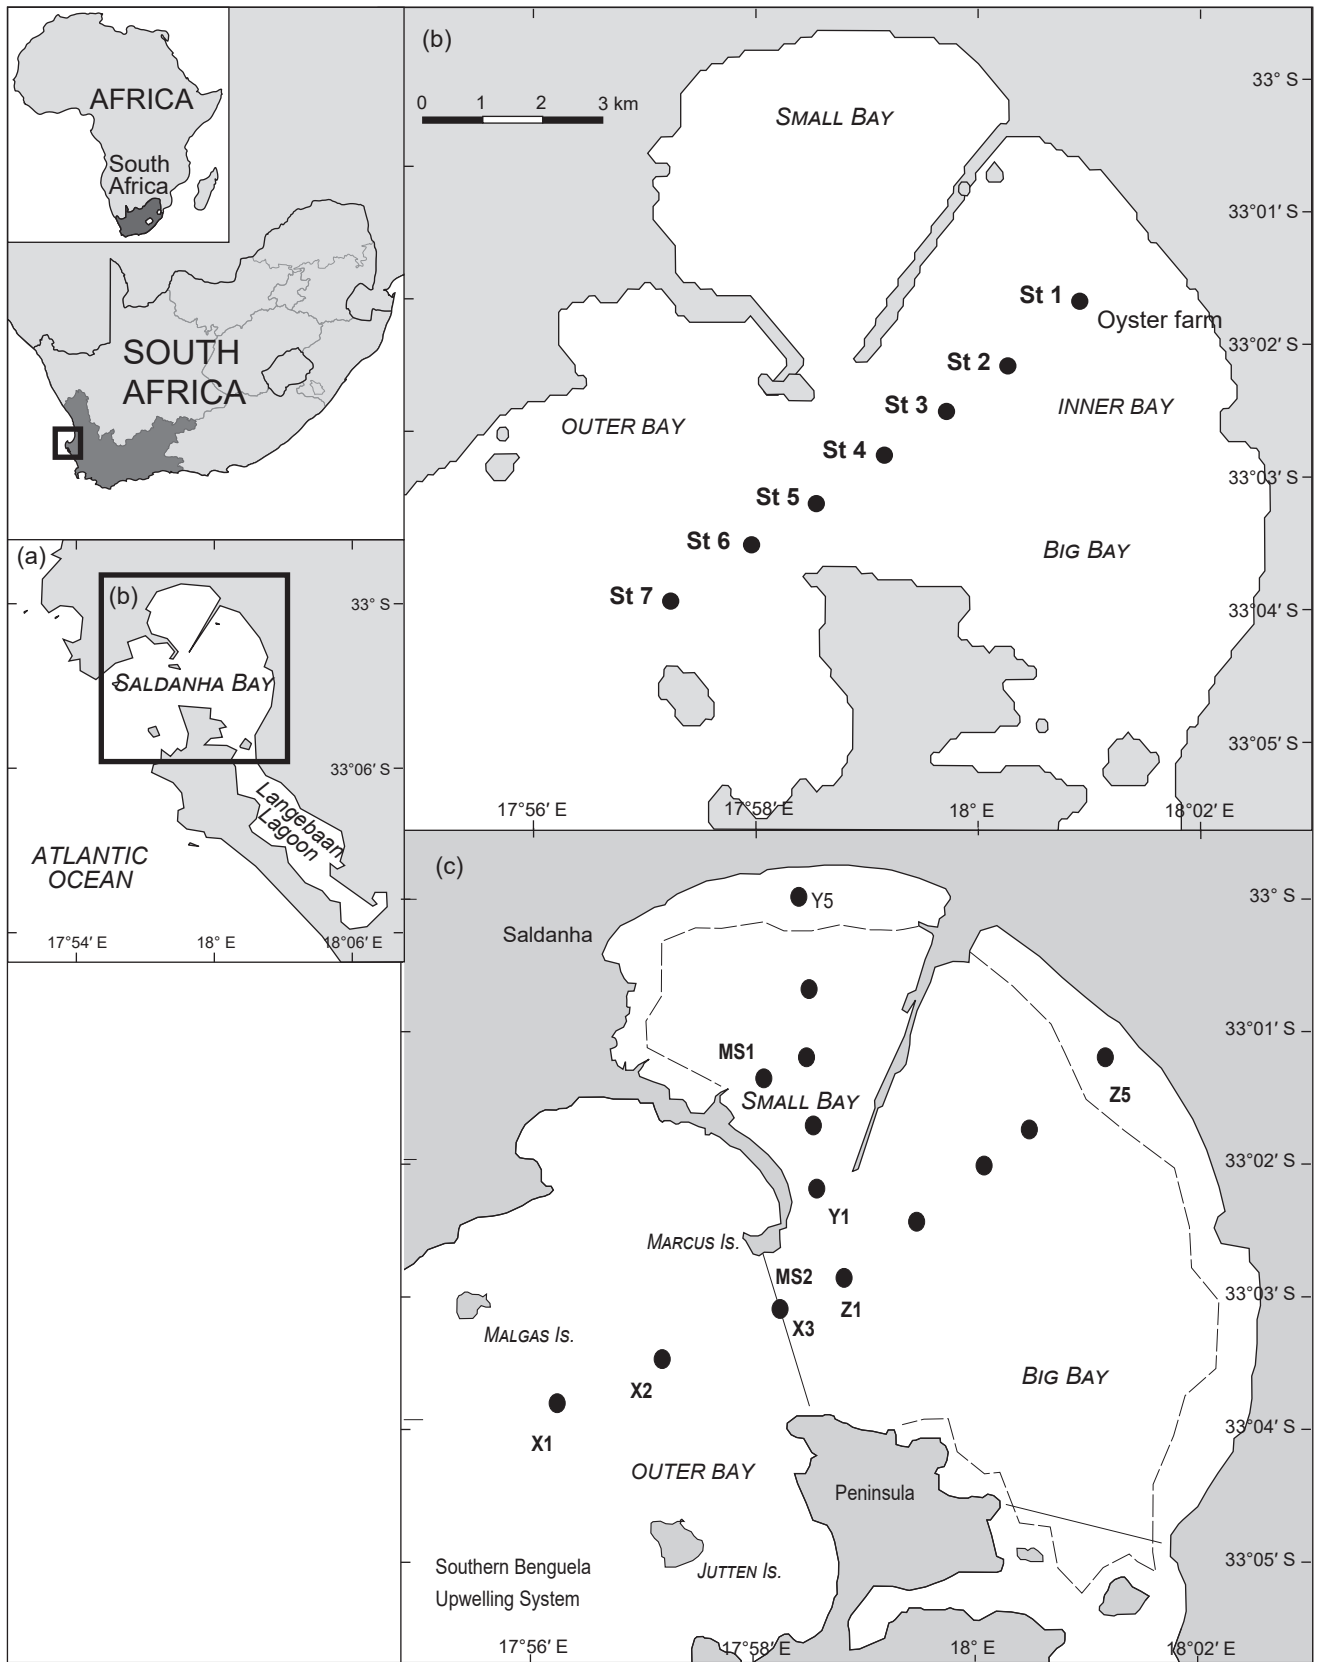 AFRICA
South
Africa
SOUTH
AFRICA
(a)
(b)
33° S
SALDANHA BAY
33°06′ S
Langebaan
Lagoon
ATLANTIC
OCEAN
17°54′ E
18° E
18°06′ E
(b)
0 1 2 3 km
SMALL BAY
33° S
33°01′ S
St 1
Oyster farm
33°02′ S
St 2
St 3
INNER BAY
OUTER BAY
St 4
33°03′ S
St 5
St 6
BIG BAY
St 7
33°04′ S
33°05′ S
17°56′ E
17°58′ E
18° E
18°02′ E
(c)
Y5
33° S
Saldanha
33°01′ S
MS1
Z5
SMALL BAY
33°02′ S
Y1
MARCUS IS.
MS2
Z1
33°03′ S
X3
MALGAS IS.
X2
BIG BAY
X1
33°04′ S
OUTER BAY
Peninsula
Southern Benguela
Upwelling System
JUTTEN IS.
33°05′ S
17°56′ E
17°58′ E
18° E
18°02′ E